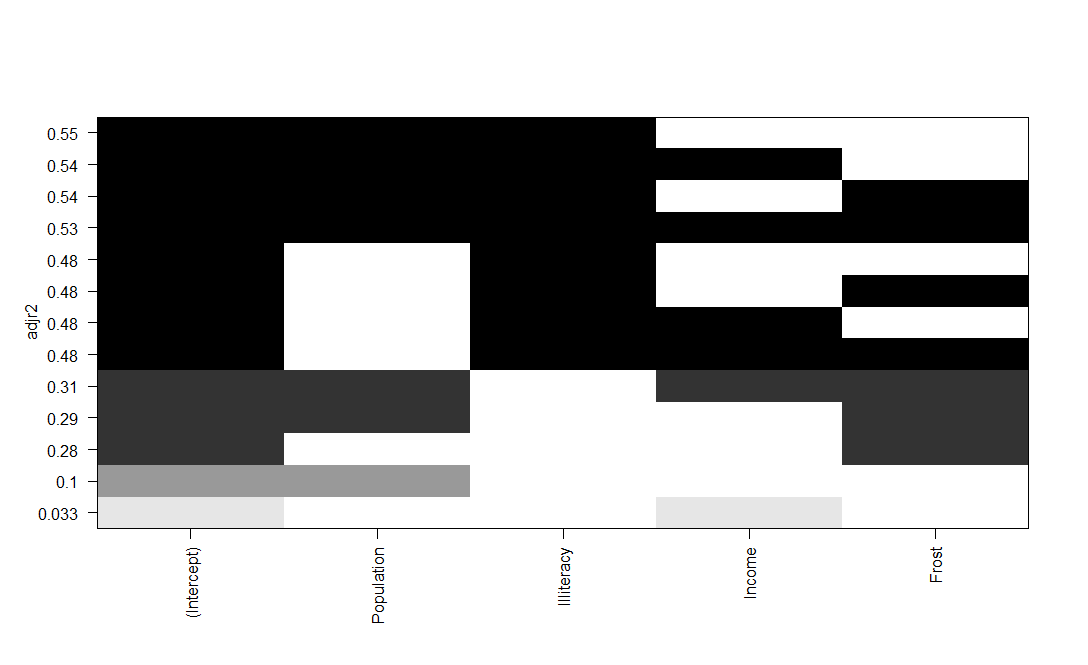 0.55
0.54
0.54
0.53
0.48
0.48
0.48
0.48
0.31
0.29
0.28
0.1
0.033
adjr2
(Intercept)
Population
Illiteracy
Income
Frost